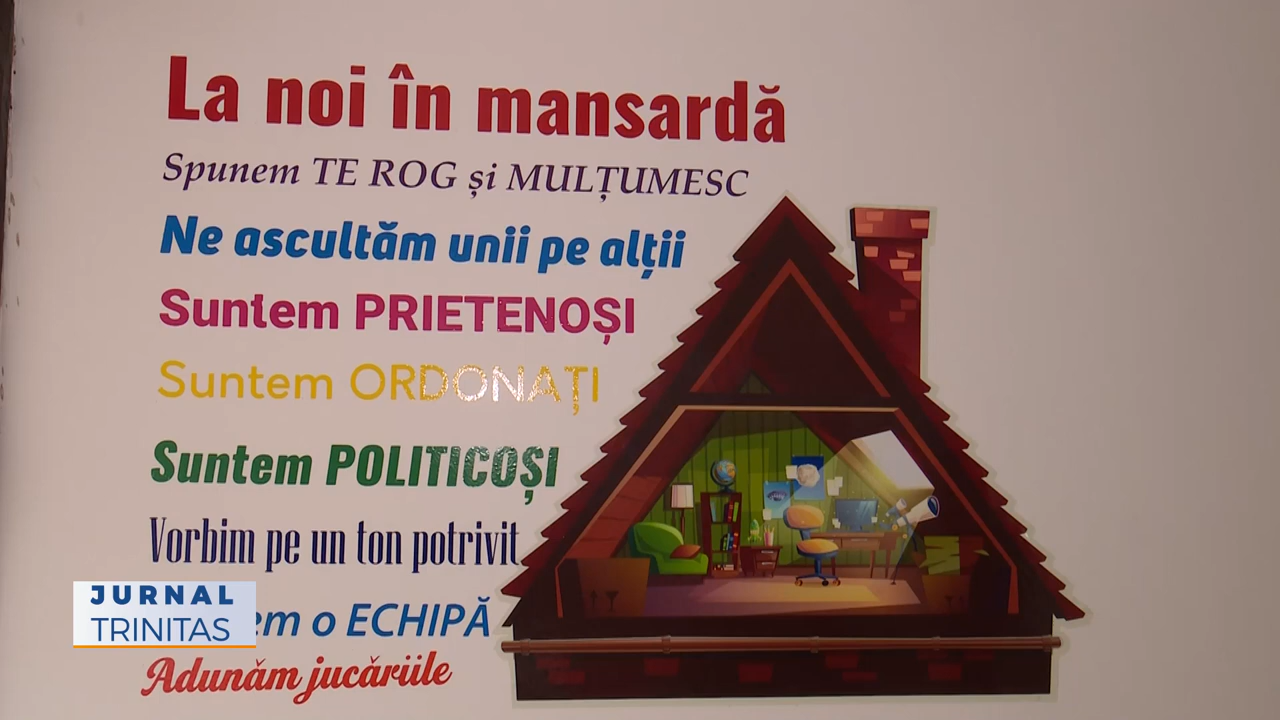 La noi în mansardă
Spunem TE ROG și MULȚUMESC
Ne ascultăm unii pe alții
Suntem PRIETENOȘI
Suntem ORDONAȚI
Suntem POLITICOȘI
Vorbim pe un ton potrivit
o ECHIPĂ
Adunăm jucăriile
JURNAL
TRINITAS